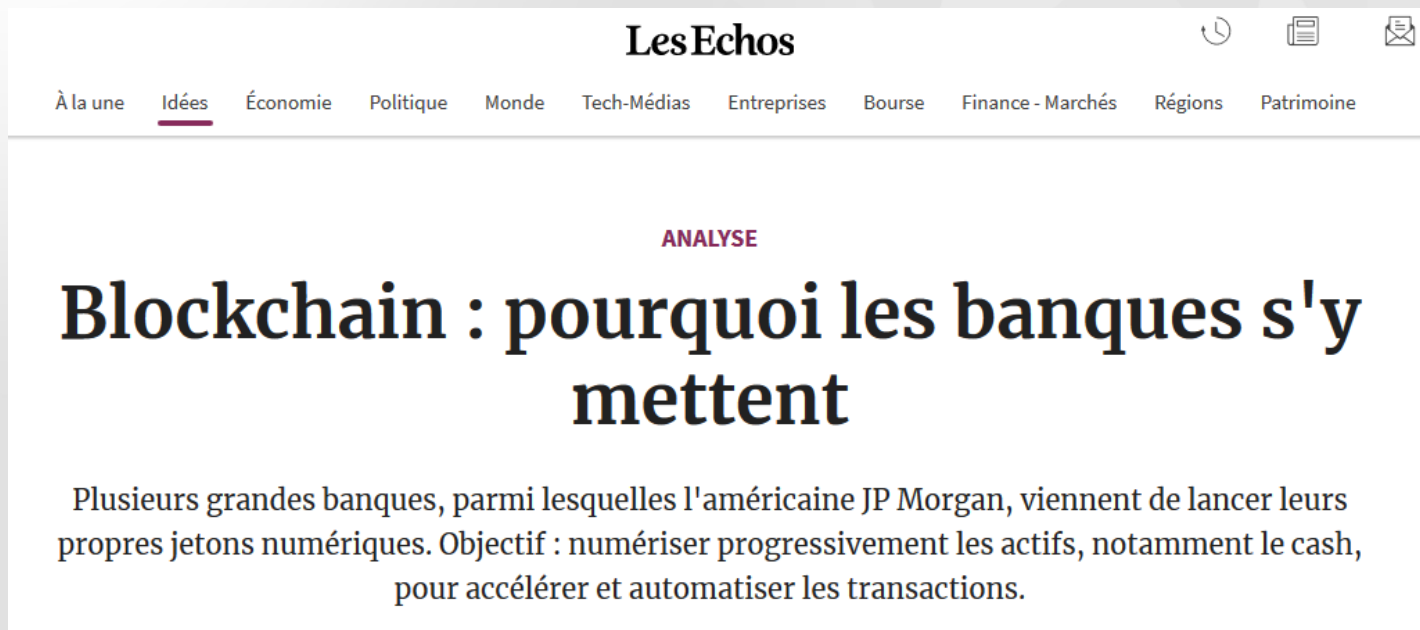 Les Echos
À la une Idées Économie Politique Monde Tech-Médias Entreprises Bourse Finance - Marchés Régions Patrimoine
ANALYSE
Blockchain : pourquoi les banques s'y
mettent
Plusieurs grandes banques, parmi lesquelles l'américaine JP Morgan, viennent de lancer leurs
propres jetons numériques. Objectif : numériser progressivement les actifs, notamment le cash,
pour accélérer et automatiser les transactions.